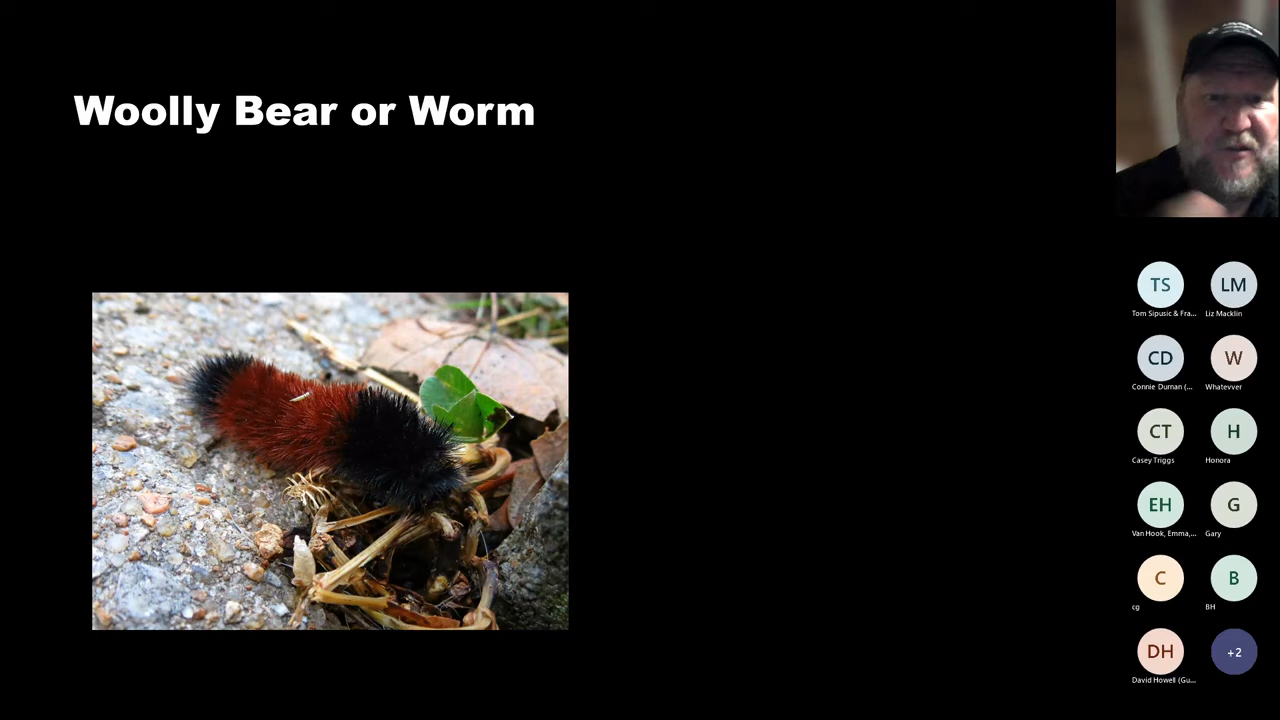 Woolly Bear or Worm
TS
LM
Tom Sipusic & Fra...
Liz Macklin
CD
W
Connie Durnan (...
Whatevver
CT
H
Casey Triggs
Honora
EH
G
Van Hook, Emma,...
Gary
C
B
cg
BH
DH
+2
David Howell (Gu...